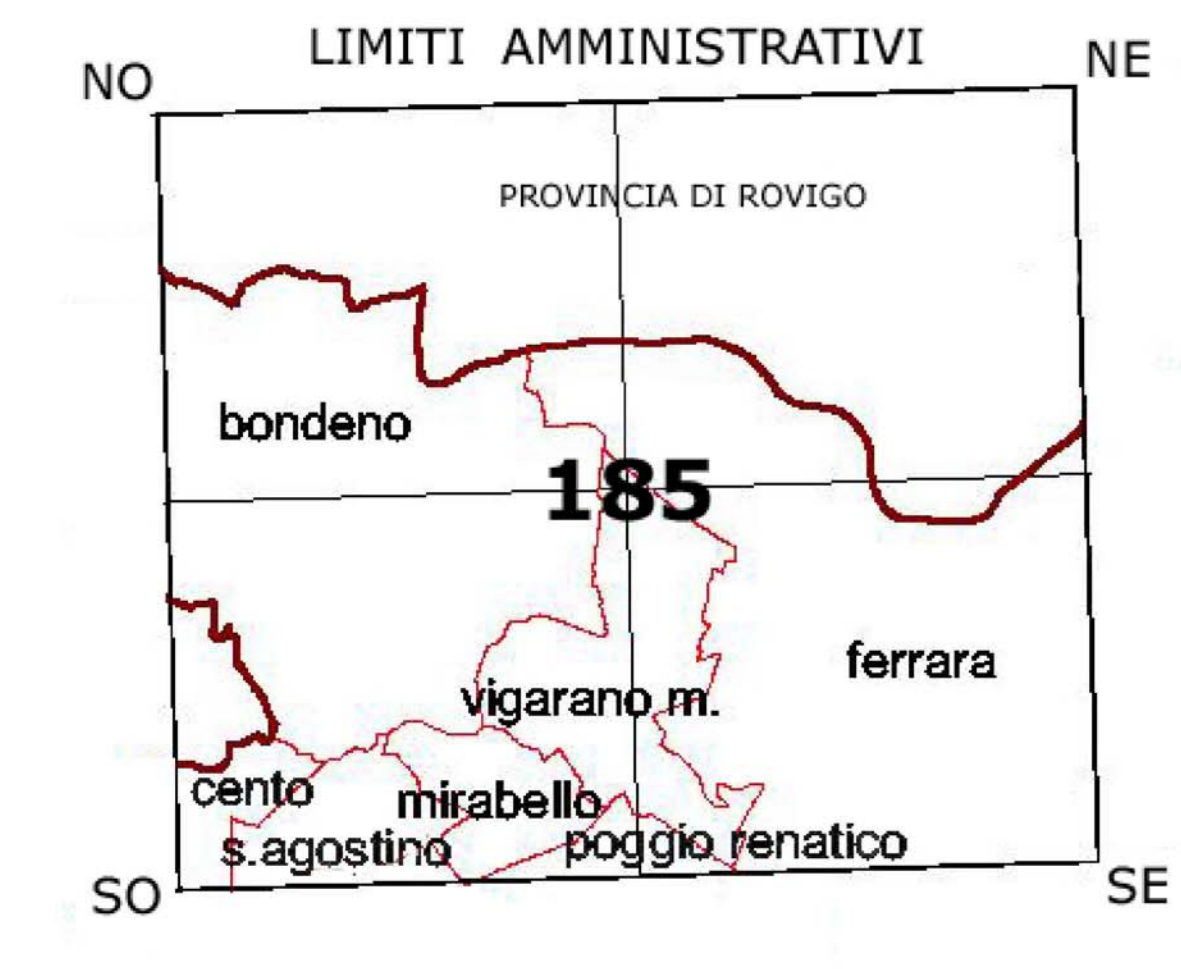 LIMITI AMMINISTRATIVI
NO
NE
PROVINCIA DI ROVIGO
bondeno
185
ferrara
vigarano m.
cento
mirabello
s.agostino
poggio renatico
SO
SE